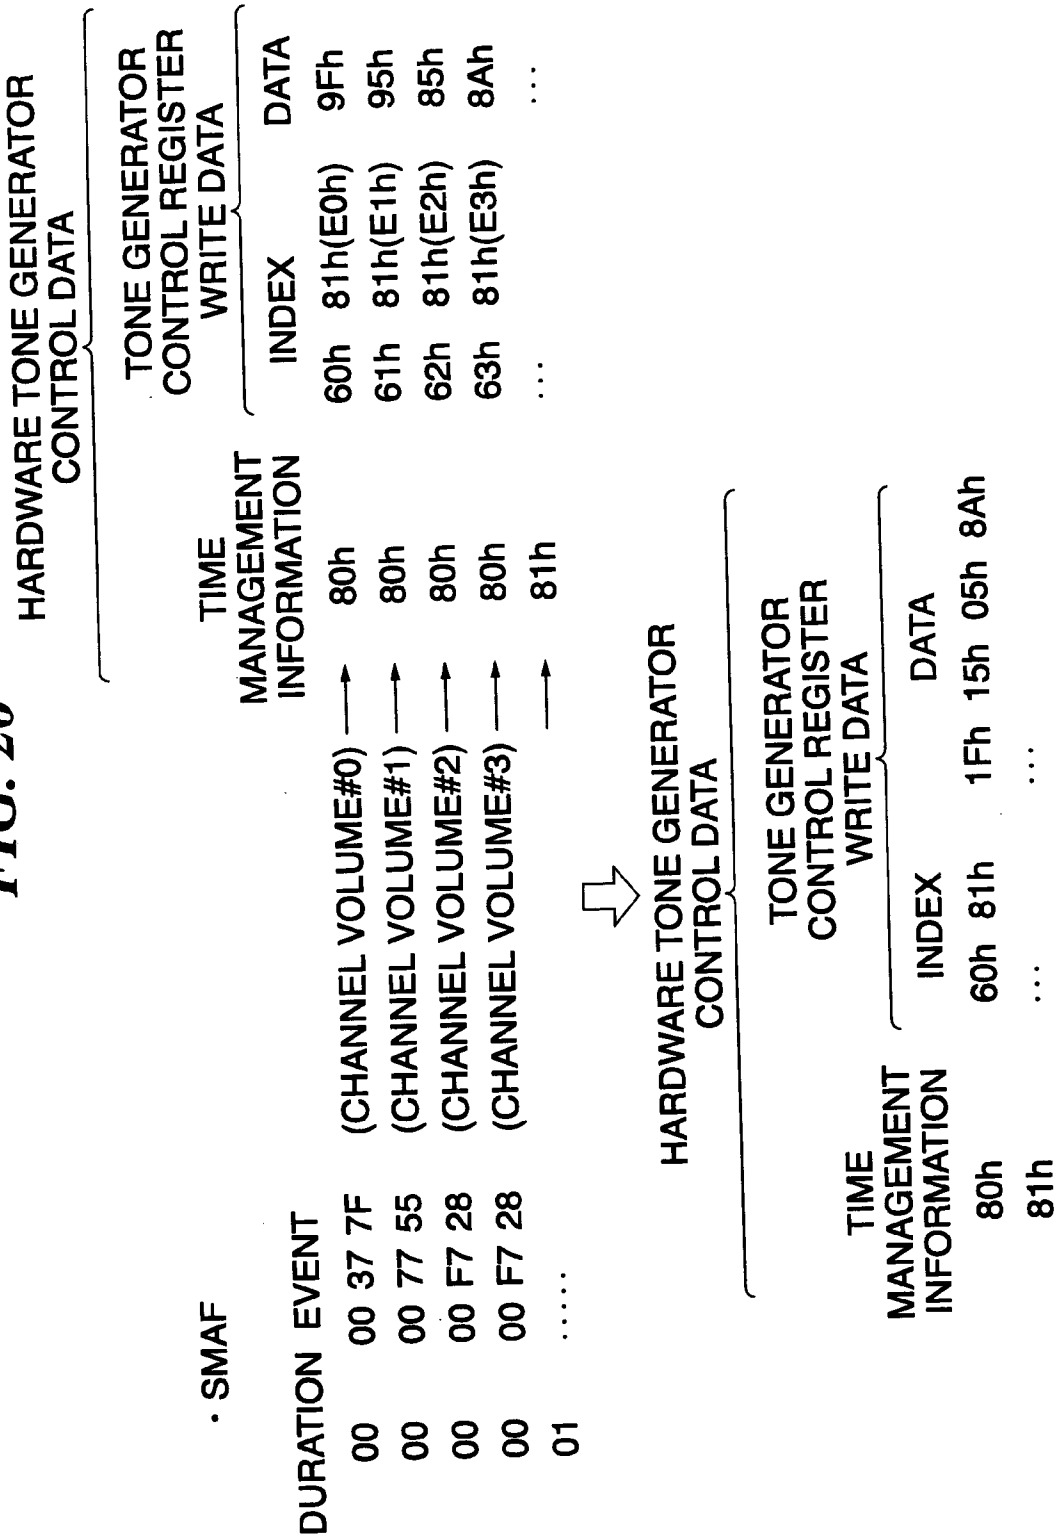 FIG. 20
HARDWARE TONE GENERATOR
CONTROL DATA
TONE GENERATOR
CONTROL REGISTER
WRITE DATA
· SMAF
TIME
MANAGEMENT
INFORMATION
DURATION EVENT INDEX DATA
00 00 37 7F (CHANNEL VOLUME#0) 80h 60h 81h(E0h) 9Fh
00 00 77 55 (CHANNEL VOLUME#1) 80h 61h 81h(E1h) 95h
00 00 F7 28 (CHANNEL VOLUME#2) 80h 62h 81h(E2h) 85h
00 00 F7 28 (CHANNEL VOLUME#3) 80h 63h 81h(E3h) 8Ah
01 ..... 81h ... ...
HARDWARE TONE GENERATOR
CONTROL DATA
TONE GENERATOR
CONTROL REGISTER
WRITE DATA
TIME
MANAGEMENT
INFORMATION
INDEX DATA
80h 60h 81h 1Fh 15h 05h 8Ah
81h ... ...